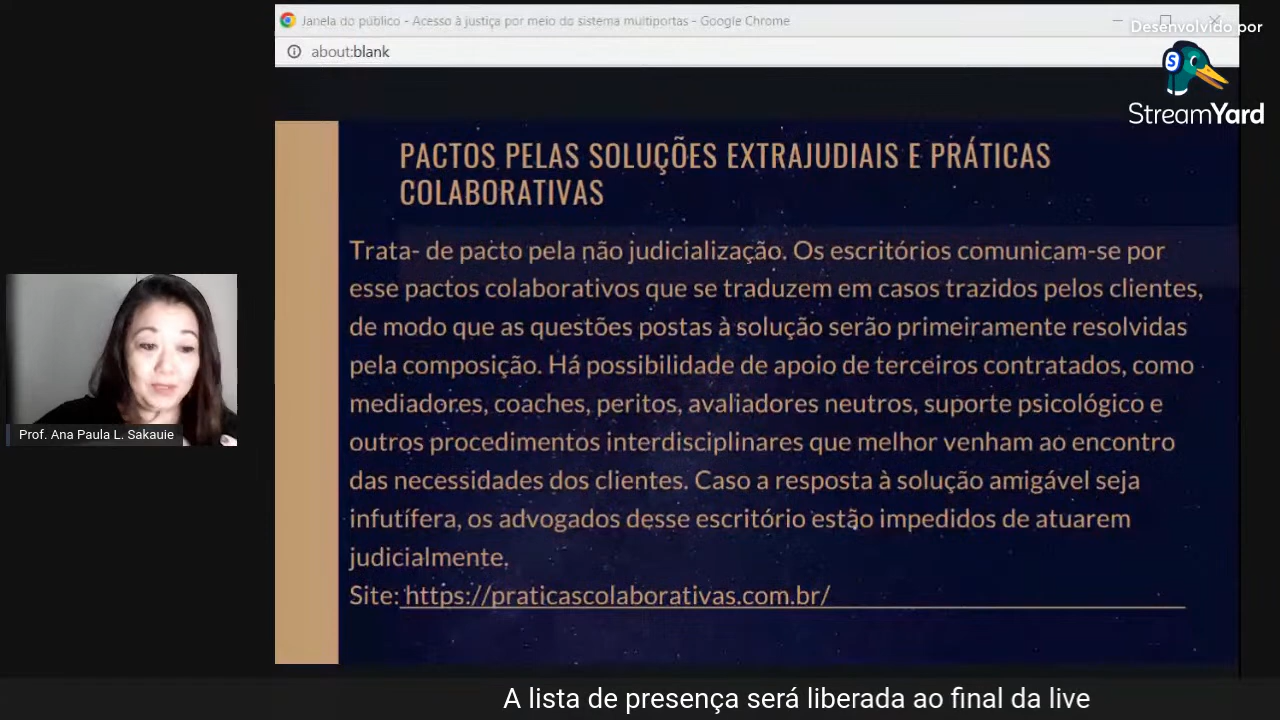 Janela do público - Acesso à justiça por meio do sistema multiportas - Google Chrome
about:blank
Desenvolvido por
S
StreamYard
PACTOS PELAS SOLUÇÕES EXTRAJUDIAIS E PRÁTICAS
COLABORATIVAS
Trata- de pacto pela não judicialização. Os escritórios comunicam-se por
esse pactos colaborativos que se traduzem em casos trazidos pelos clientes,
de modo que as questões postas à solução serão primeiramente resolvidas
pela composição. Há possibilidade de apoio de terceiros contratados, como
mediadores, coaches, peritos, avaliadores neutros, suporte psicológico e
outros procedimentos interdisciplinares que melhor venham ao encontro
das necessidades dos clientes. Caso a resposta à solução amigável seja
infutífera, os advogados desse escritório estão impedidos de atuarem
judicialmente.
Site: https://praticascolaborativas.com.br/
Prof. Ana Paula L. Sakauie
A lista de presença será liberada ao final da live